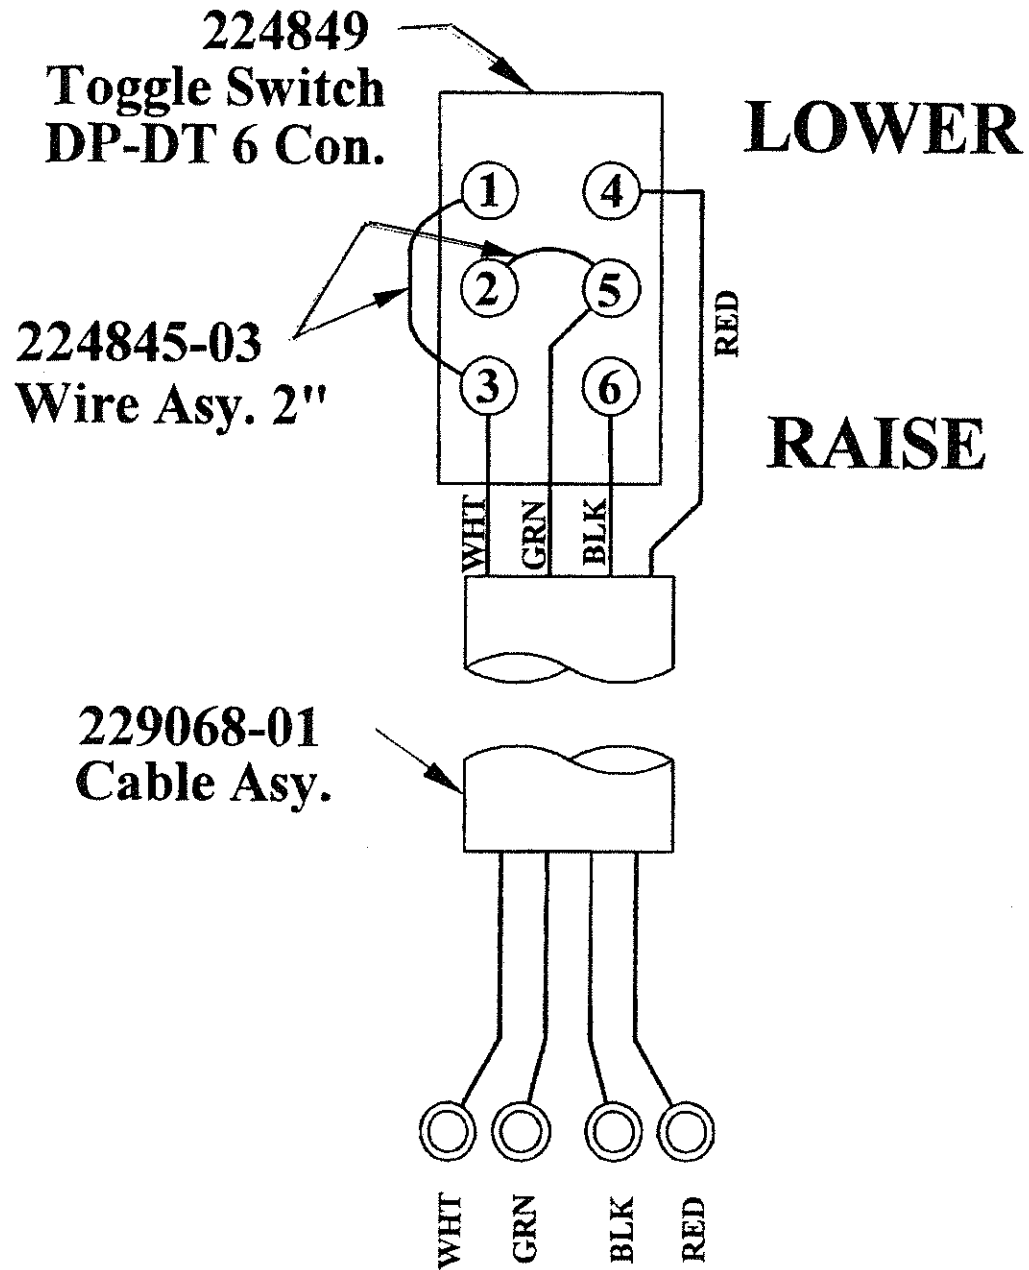 224849
Toggle Switch
DP-DT 6 Con.
LOWER
1
4
2
5
224845-03
Wire Asy. 2"
RED
3
6
RAISE
WHT
GRN
BLK
229068-01
Cable Asy.
WHT
GRN
BLK
RED